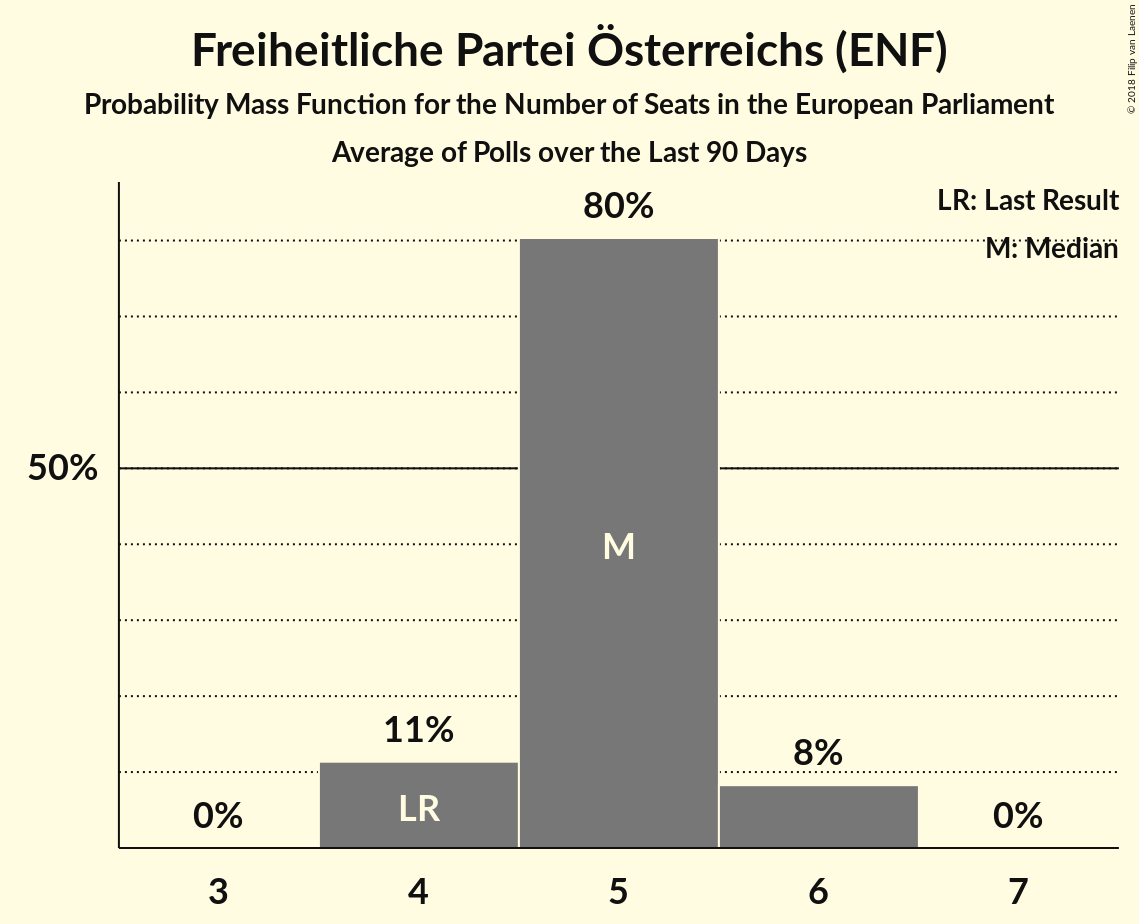 Freiheitliche Partei Österreichs (ENF)
Probability Mass Function for the Number of Seats in the European Parliament
Average of Polls over the Last 90 Days
© 2018 Filip van Laenen
LR: Last Result
M: Median
80%
50%
M
11%
8%
LR
0%
0%
3 4 5 6 7